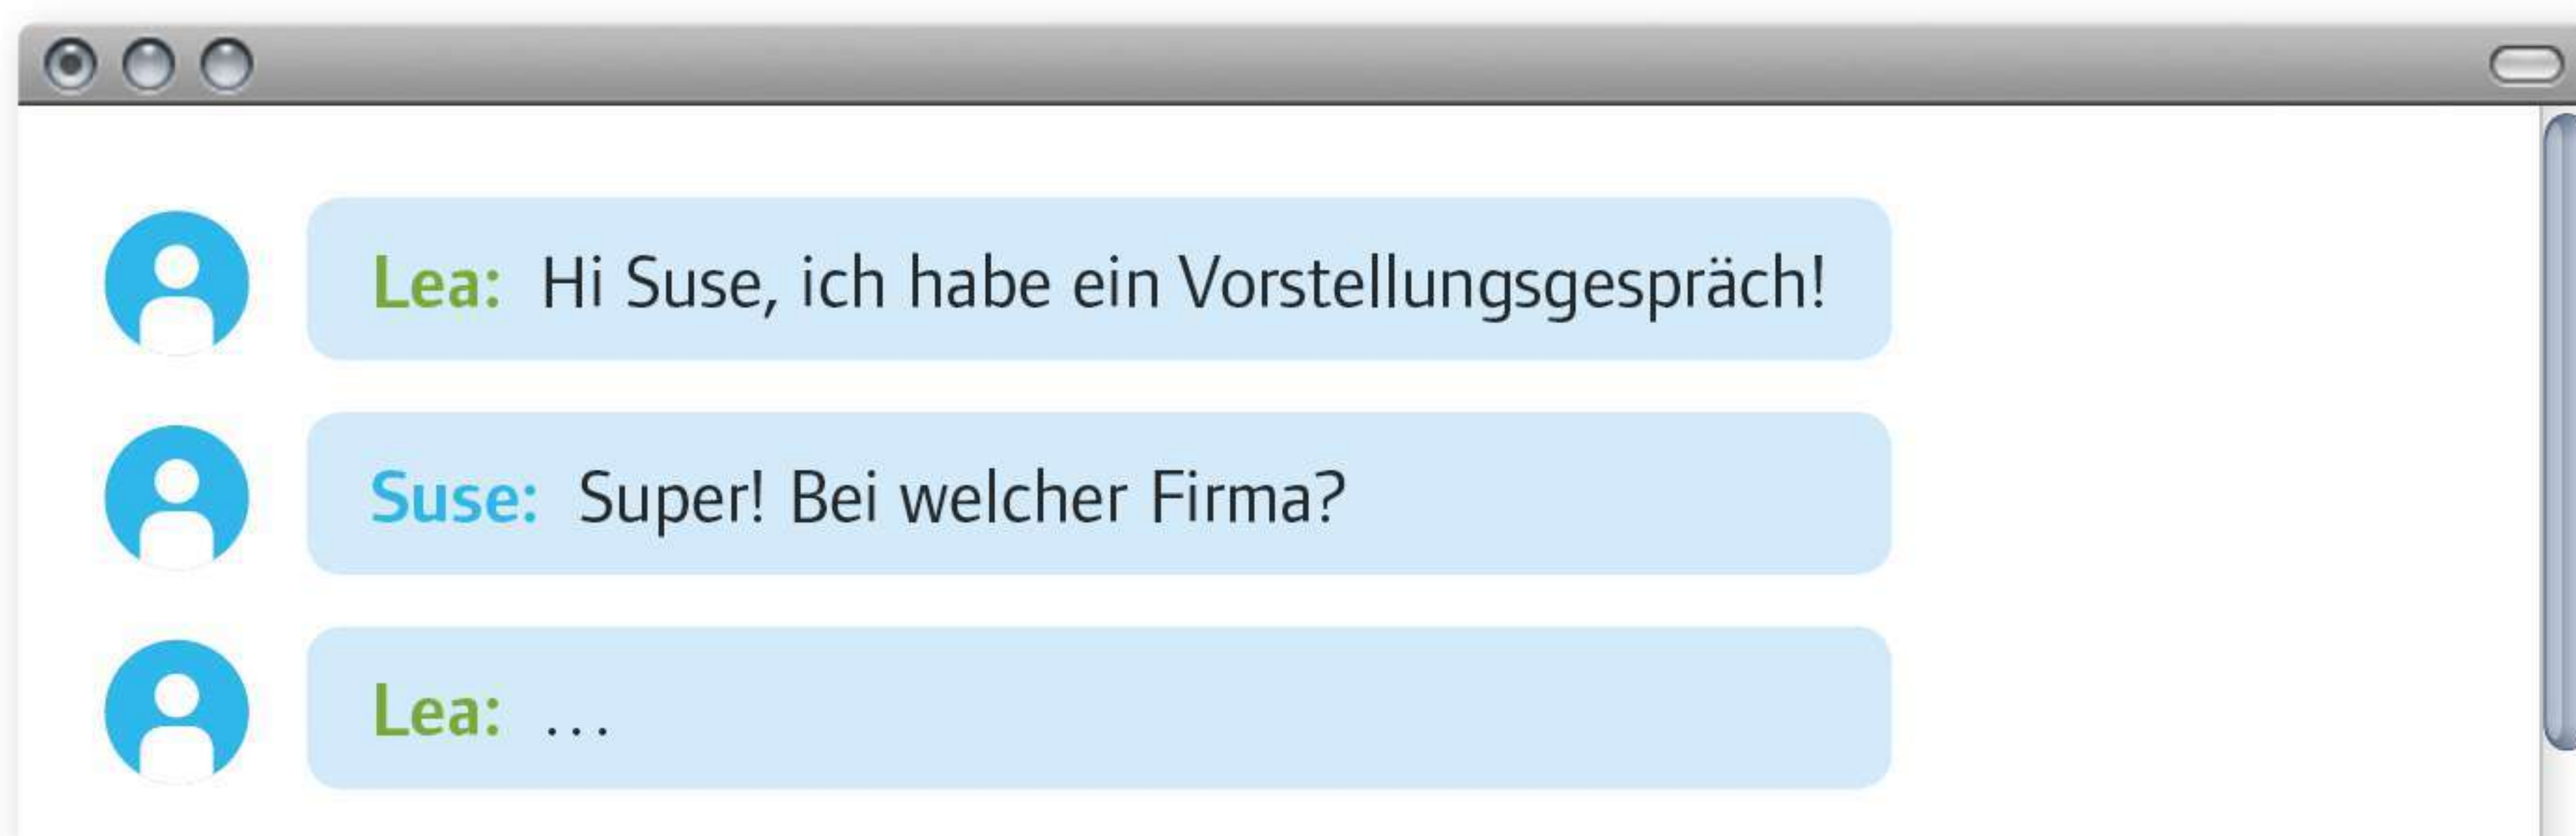 Lea: Hi Suse, ich habe ein Vorstellungsgespräch!
Suse: Super! Bei welcher Firma?
Lea: ...